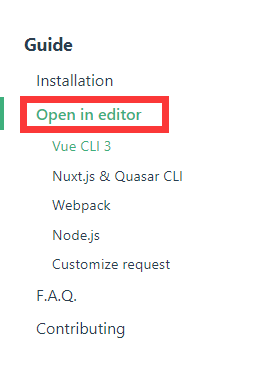 Guide
Installation
Open in editor
Vue CLI 3
Nuxt.js & Quasar CLI
Webpack
Node.js
Customize request
F.A.Q.
Contributing